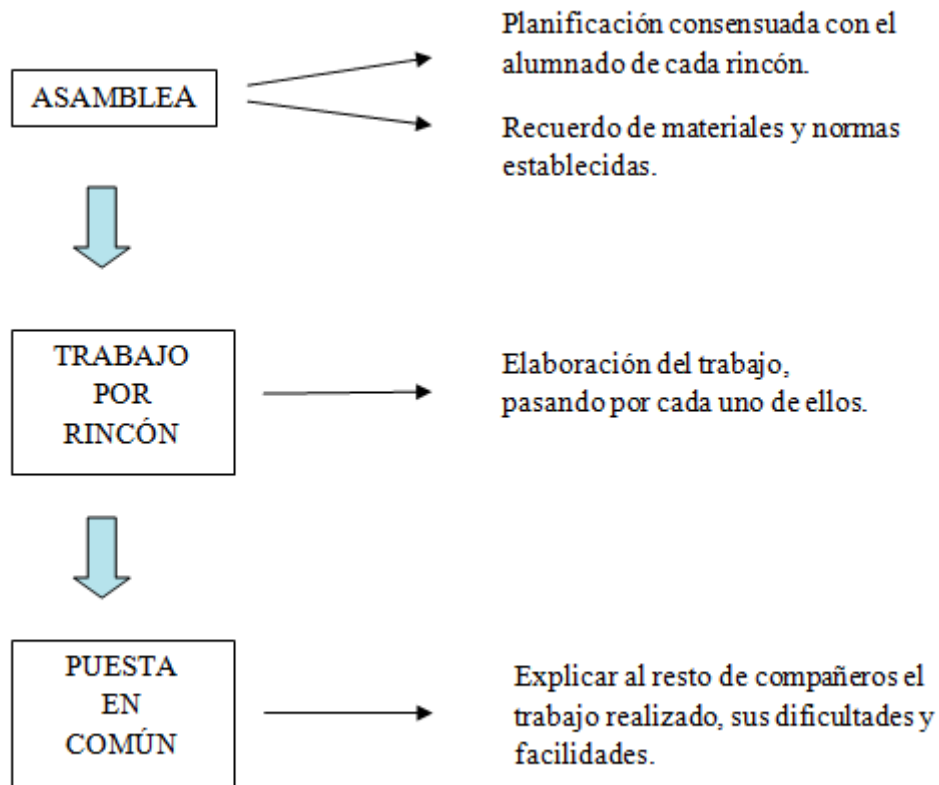 ASAMBLEA
Planificación consensuada con el
alumnado de cada rincón.
Recuerdo de materiales y normas
establecidas.
TRABAJO
POR
RINCÓN
Elaboración del trabajo,
pasando por cada uno de ellos.
PUESTA
EN
COMÚN
Explicar al resto de compañeros el
trabajo realizado, sus dificultades y
facilidades.